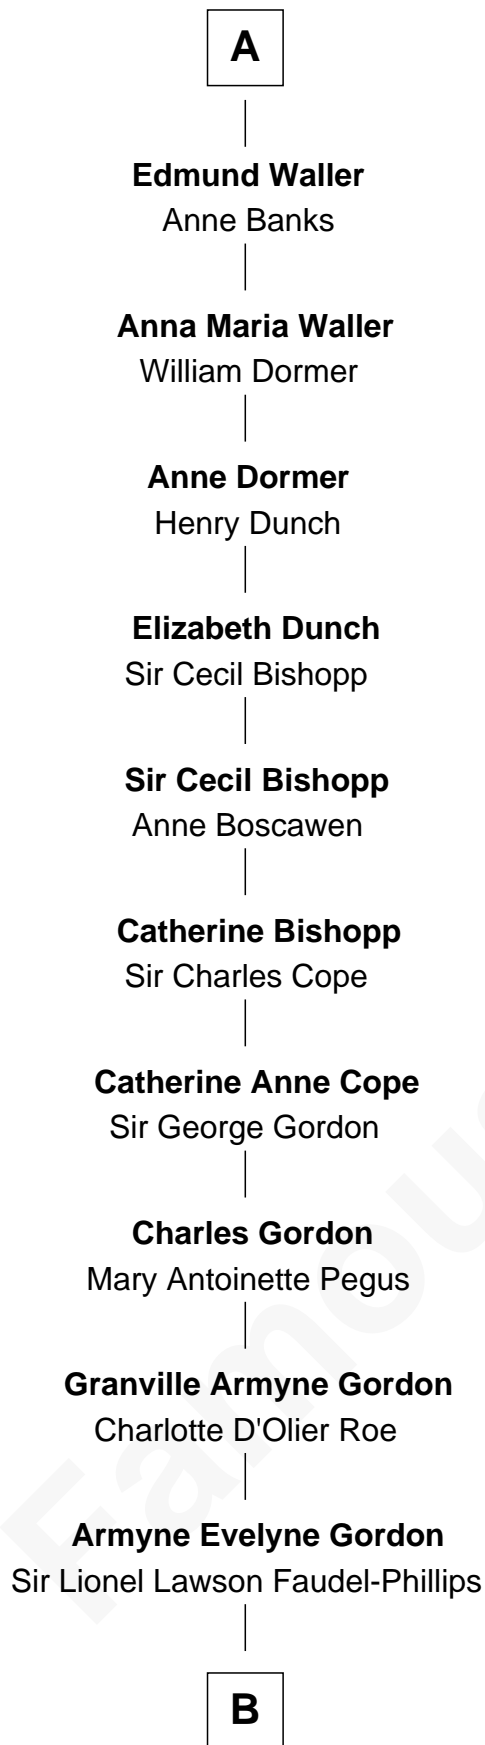 A
Edmund Waller
Anne Banks
Anna Maria Waller
William Dormer
Anne Dormer
Henry Dunch
Elizabeth Dunch
Sir Cecil Bishopp
Sir Cecil Bishopp
Anne Boscawen
Catherine Bishopp
Sir Charles Cope
Catherine Anne Cope
Sir George Gordon
Charles Gordon
Mary Antoinette Pegus
Granville Armyne Gordon
Charlotte D'Olier Roe
Armyne Evelyne Gordon
Sir Lionel Lawson Faudel-Phillips
B
Famou